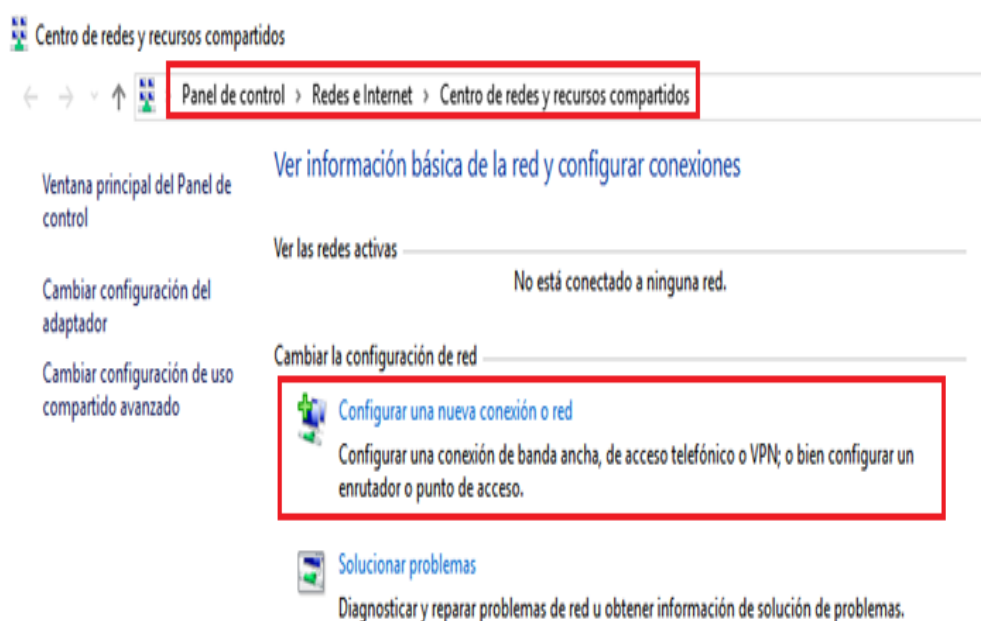 Centro de redes y recursos compartidos
Panel de control > Redes e Internet > Centro de redes y recursos compartidos
Ventana principal del Panel de
control
Cambiar configuración del
adaptador
Cambiar configuración de uso
compartido avanzado
Ver información básica de la red y configurar conexiones
Ver las redes activas
No está conectado a ninguna red.
Cambiar la configuración de red
Configurar una nueva conexión o red
Configurar una conexión de banda ancha, de acceso telefónico o VPN; o bien configurar un
enrutador o punto de acceso.
Solucionar problemas
Diagnosticar y reparar problemas de red u obtener información de solución de problemas.